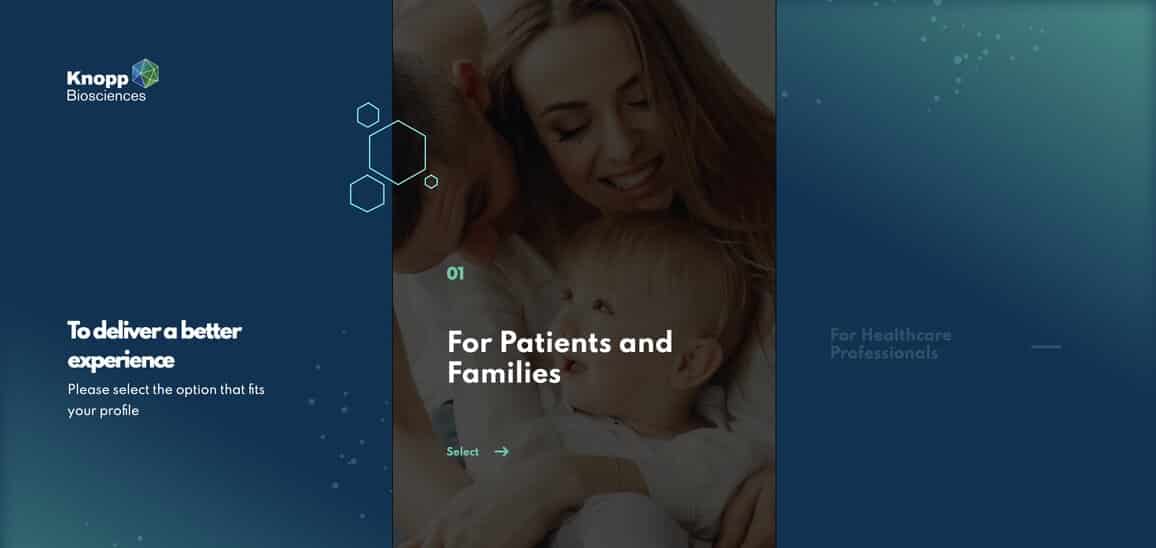 Knopp
Biosciences
To deliver a better
experience
Please select the option that fits
your profile
01
For Patients and
Families
Select
For Healthcare
Professionals